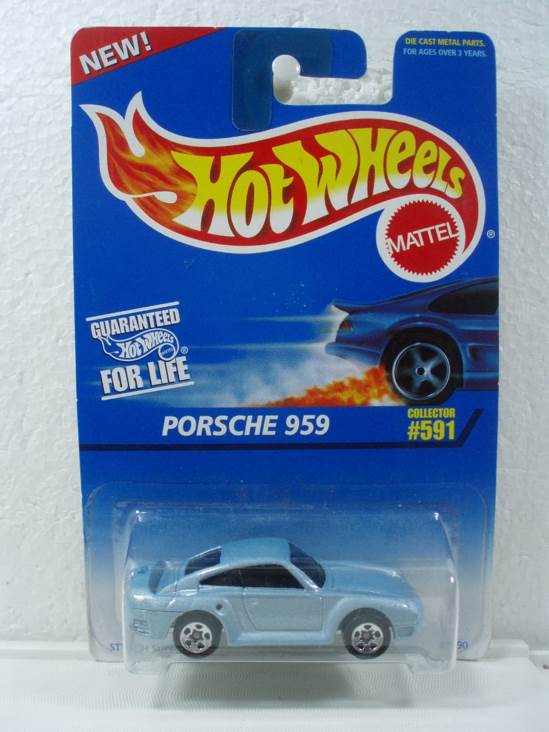 NEW!
DIE CAST METAL PARTS.
FOR AGES OVER 3 YEARS.
HOT WHEELS
MATTEL
®
GUARANTEED
HOT WHEELS
MATTEL
®
FOR LIFE
PORSCHE 959
COLLECTOR
#591